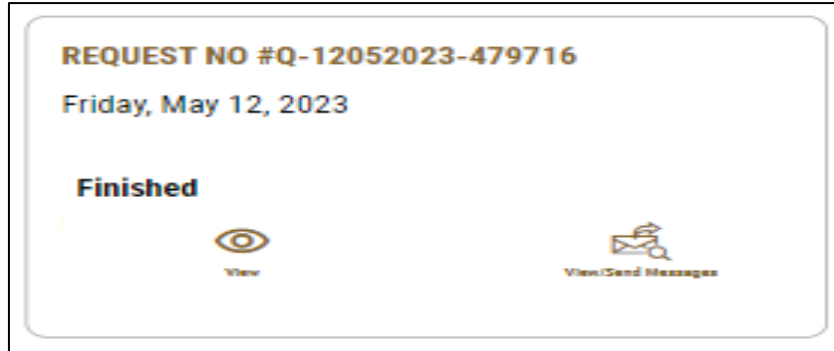 REQUEST NO #Q-12052023-479716
Friday, May 12, 2023
Finished
View
View/Send Messages